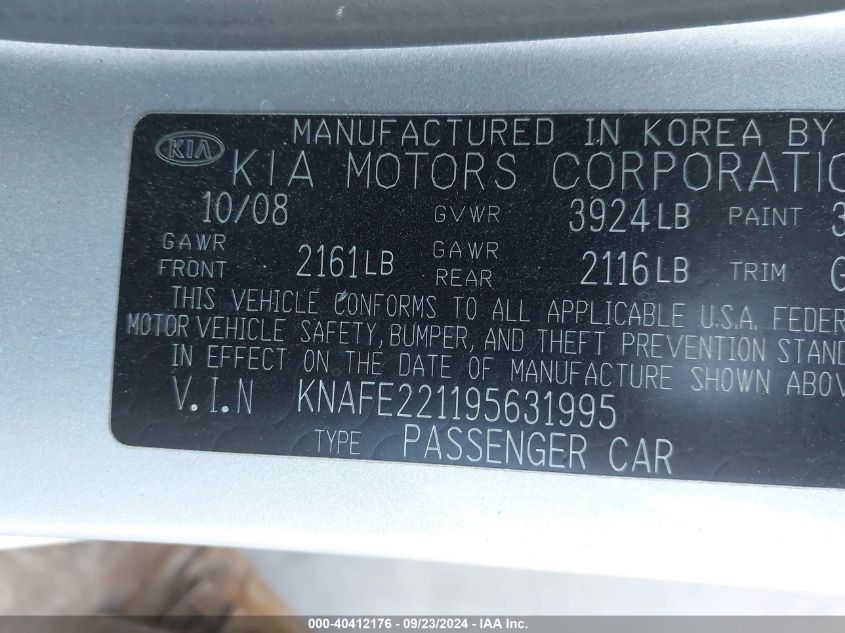 MANUFACTURED IN KOREA BY
KIA KIA MOTORS CORPORATION
10/08 GVWR 3924LB PAINT 3
GAWR FRONT 2161LB GAWR REAR 2116LB TRIM G
THIS VEHICLE CONFORMS TO ALL APPLICABLE U.S.A. FEDER
MOTOR VEHICLE SAFETY, BUMPER, AND THEFT PREVENTION STAND
IN EFFECT ON THE DATE OF MANUFACTURE SHOWN ABOV
V.I.N KNAFE221195631995
TYPE PASSENGER CAR
000-40412176 - 09/23/2024 - IAA Inc.